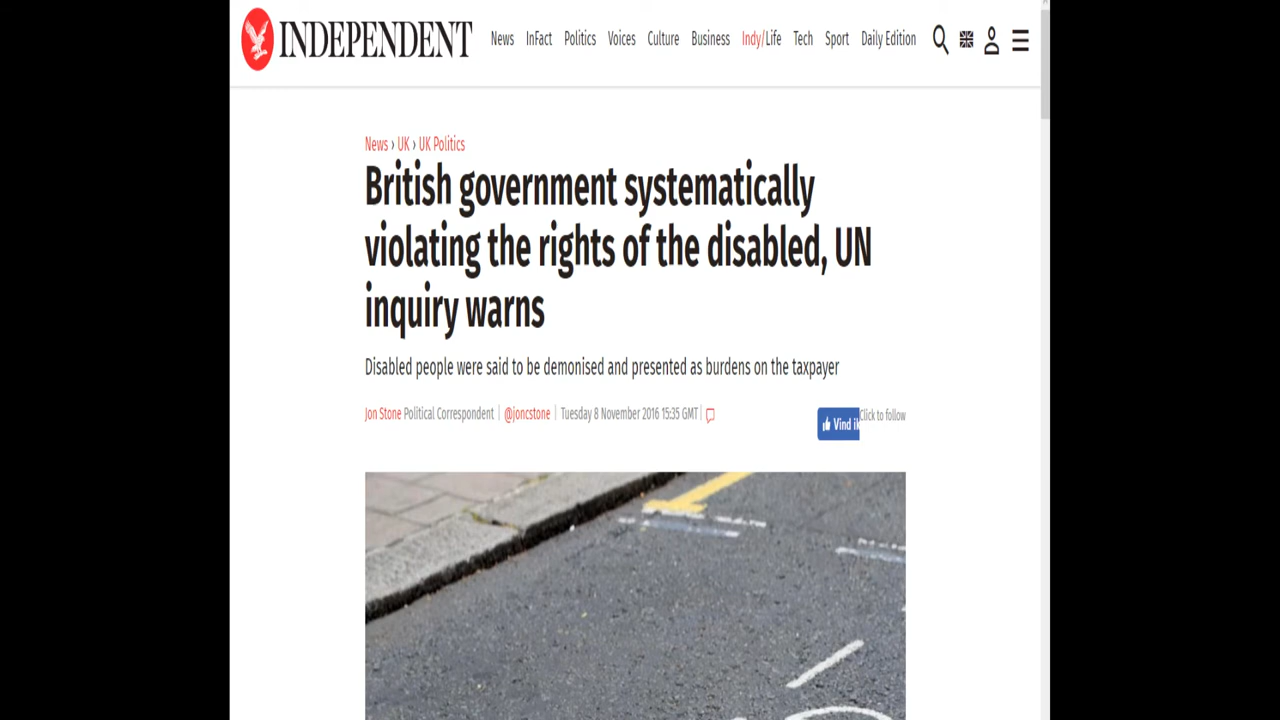 INDEPENDENT News InFact Politics Voices Culture Business Indy/Life Tech Sport Daily Edition
News › UK › UK Politics
British government systematically
violating the rights of the disabled, UN
inquiry warns
Disabled people were said to be demonised and presented as burdens on the taxpayer
Jon Stone Political Correspondent | @joncstone | Tuesday 8 November 2016 15:35 GMT |
Vind ik Click to follow